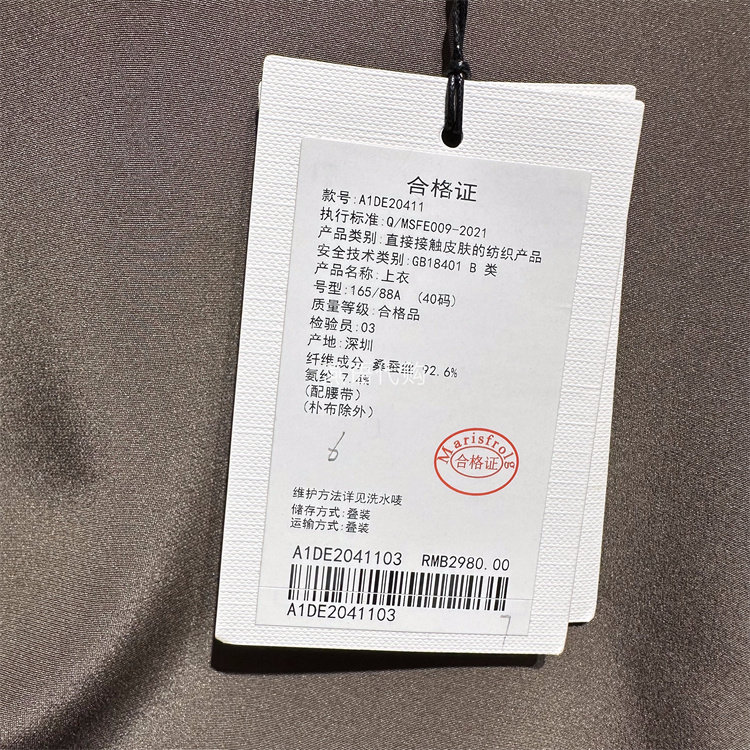 合格证
款号:A1DE20411
执行标准:Q/MSFE009-2021
产品类别:直接接触皮肤的纺织产品
安全技术类别:GB18401 B 类
产品名称:上衣
号型:165/88A (40码)
质量等级:合格品
检验员:03
产地:深圳
纤维成分 桑蚕丝 92.6%
氨纶 7.4%
(配腰带)
(朴布除外)
6
Marisfrolg
合格证
维护方法详见洗水唛
储存方式:叠装
运输方式:叠装
A1DE2041103 RMB2980.00
A1DE2041103
7